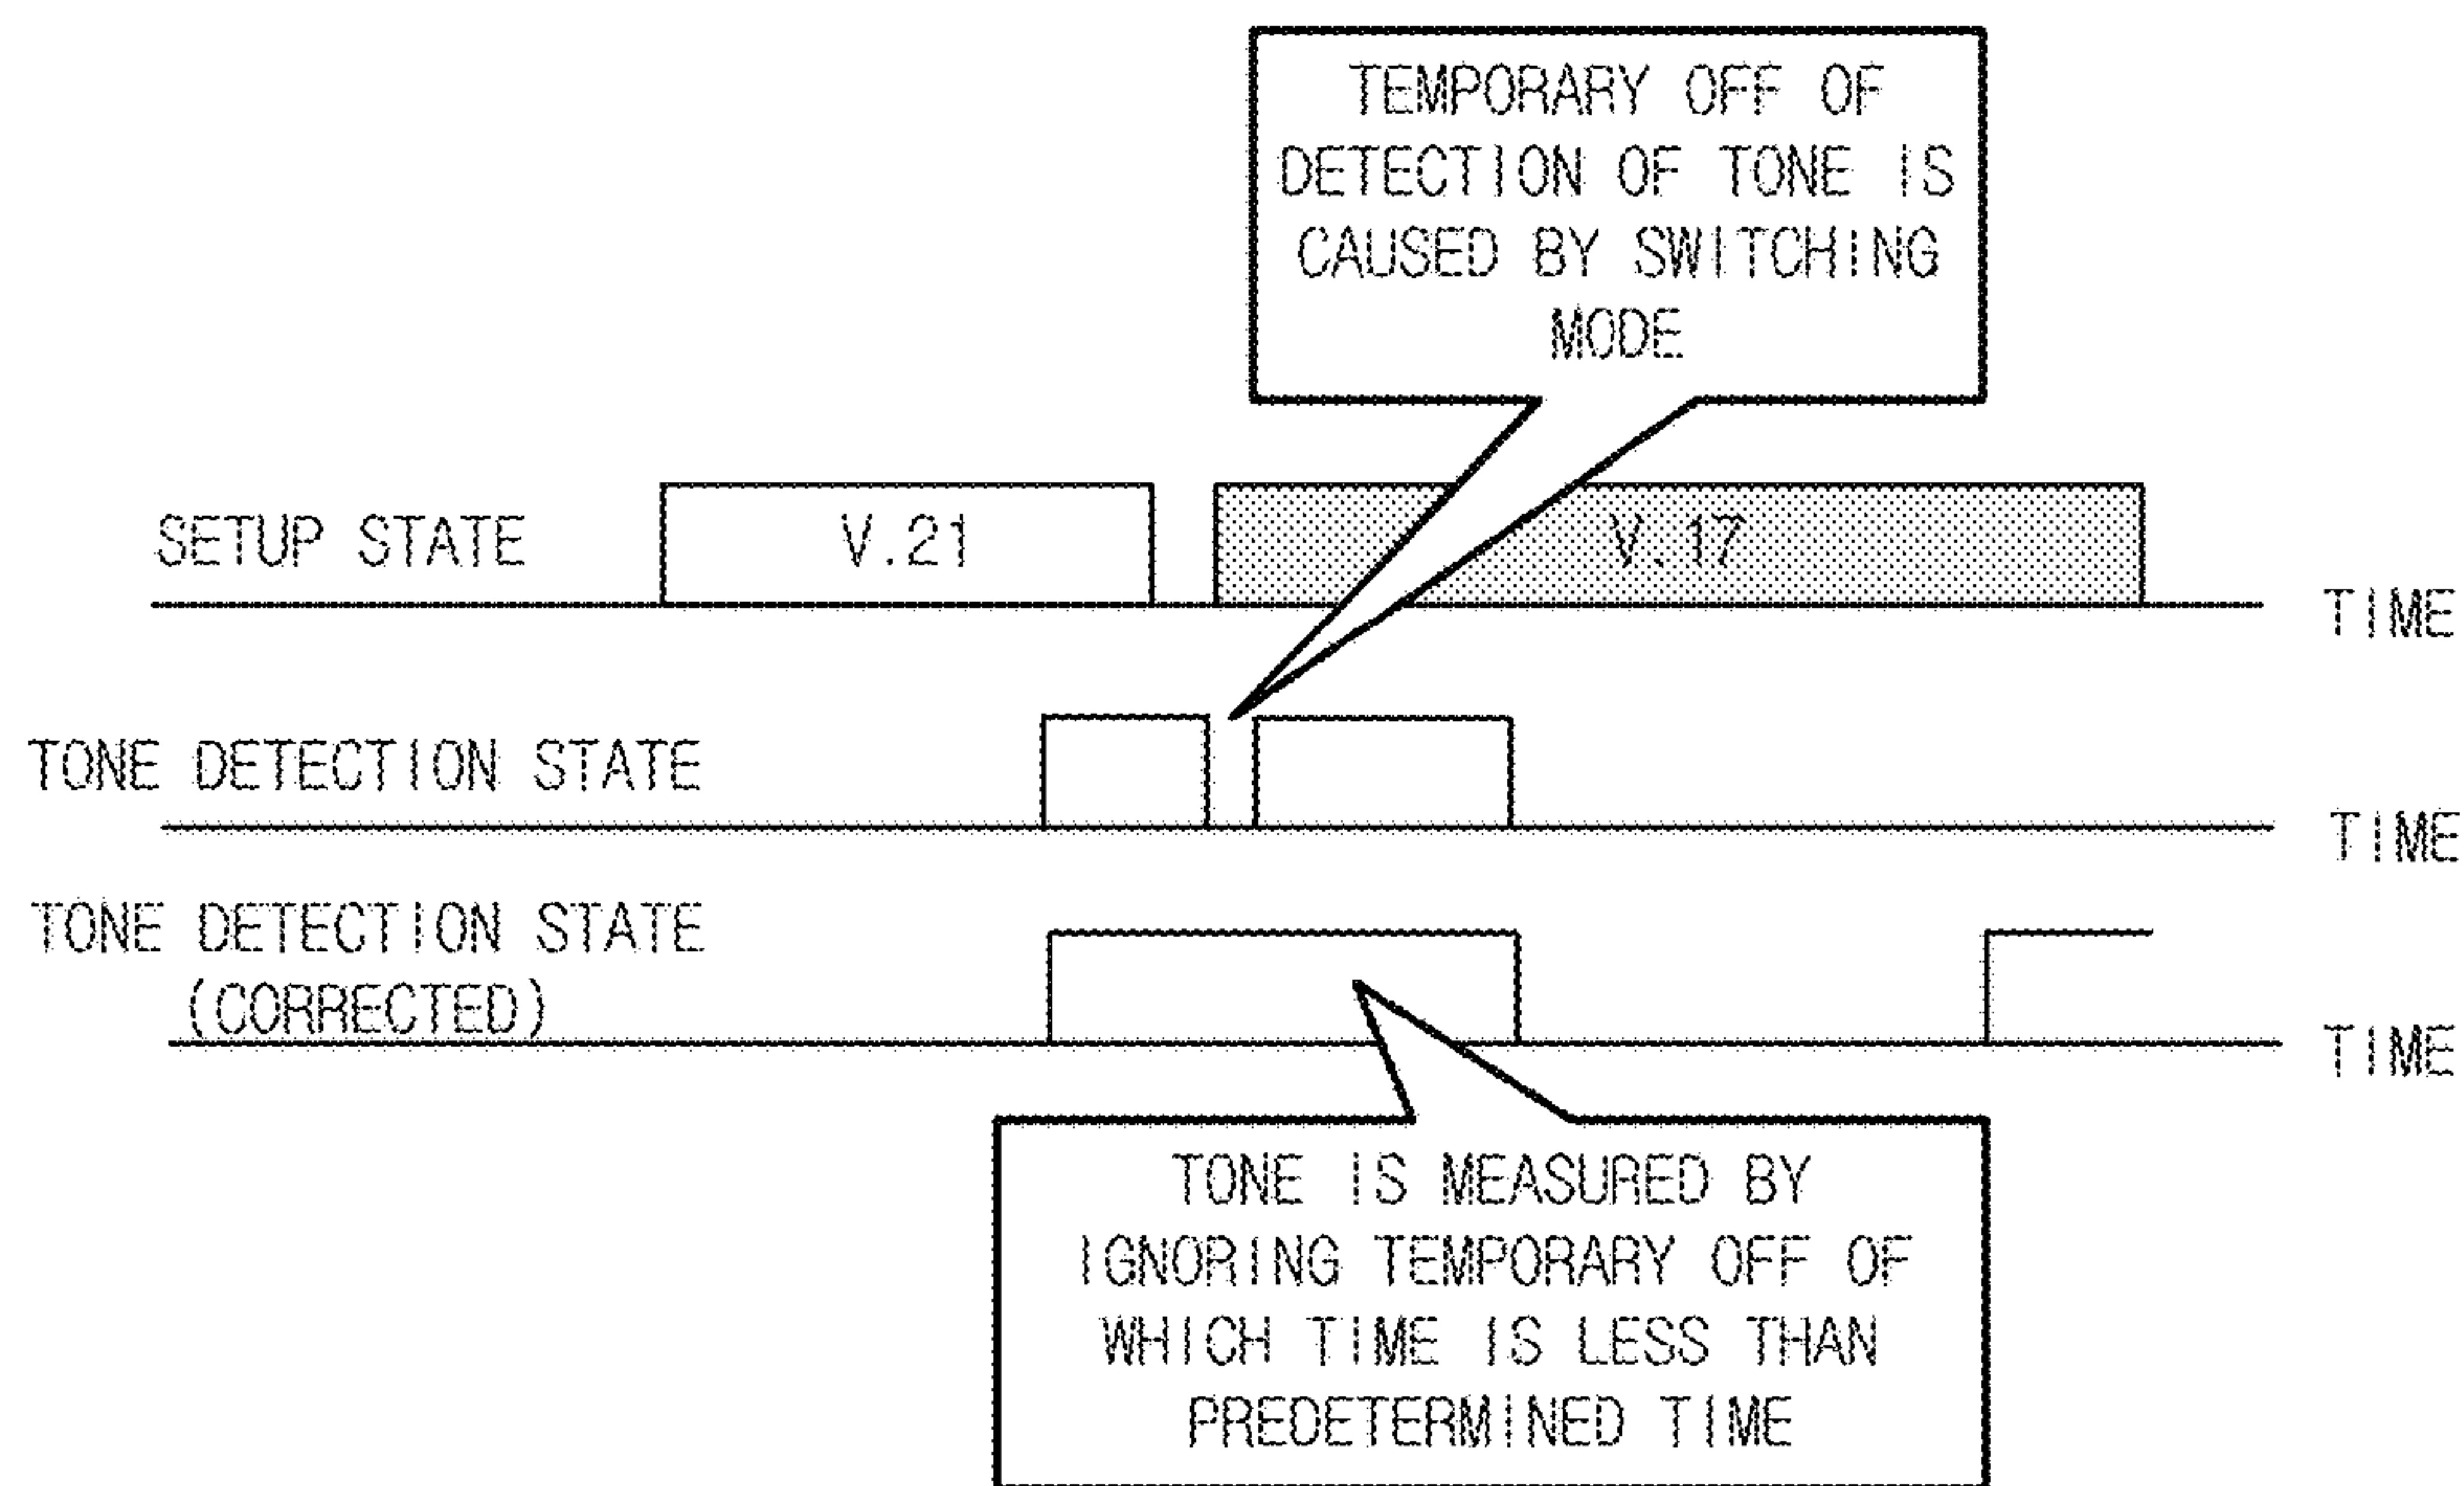 TEMPORARY OFF OF
DETECTION OF TONE IS
CAUSED BY SWITCHING
MODE
SETUP STATE
V.21
V.17
TIME
TONE DETECTION STATE
TIME
TONE DETECTION STATE
(CORRECTED)
TIME
TONE IS MEASURED BY
IGNORING TEMPORARY OFF OF
WHICH TIME IS LESS THAN
PREDETERMINED TIME